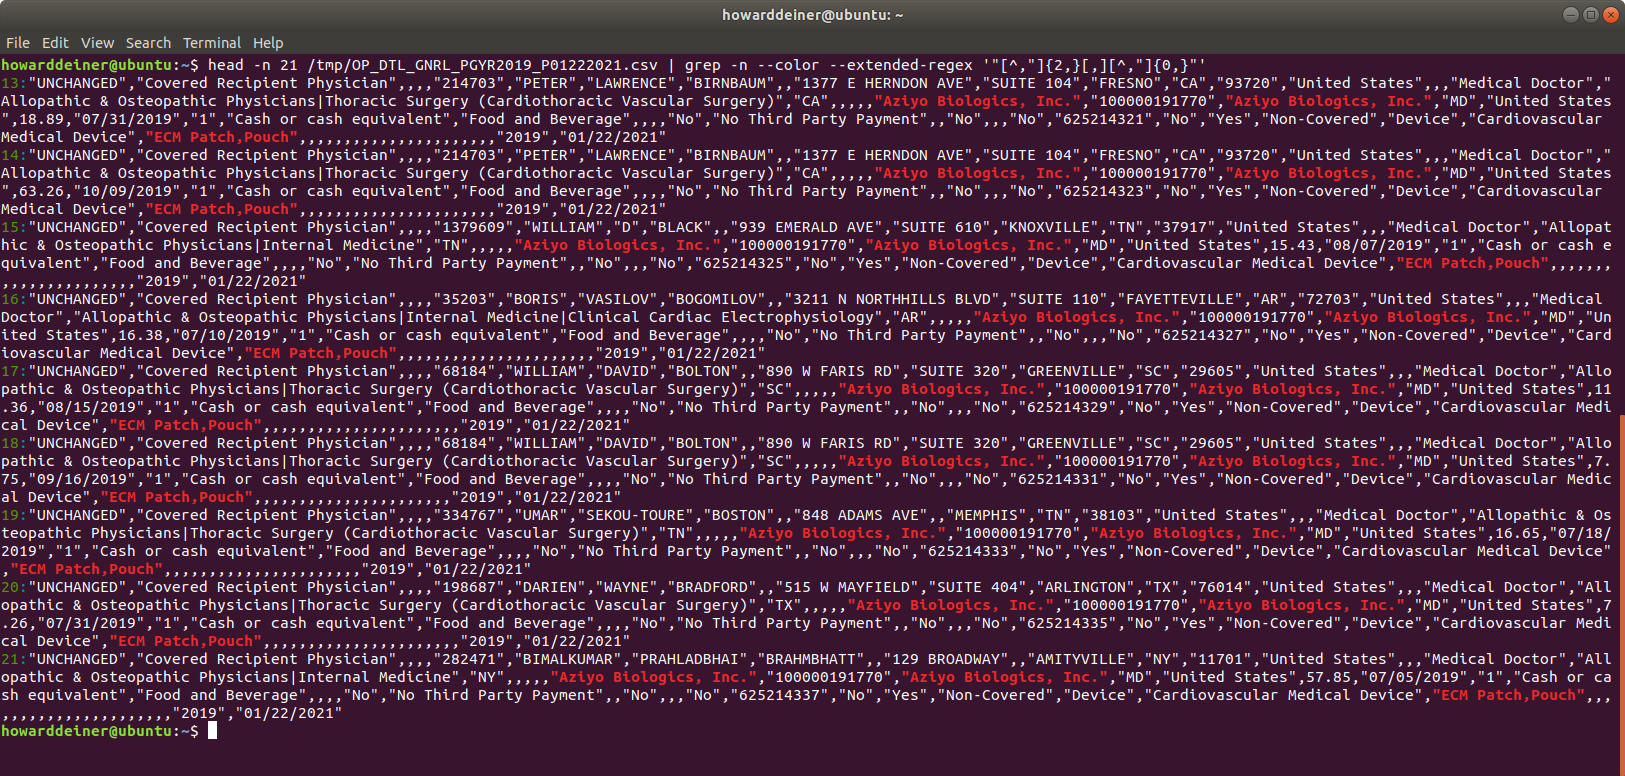 howarddeiner@ubuntu: ~
File Edit View Search Terminal Help
howarddeiner@ubuntu:~$ head -n 21 /tmp/OP_DTL_GNRL_PGYR2019_P01222021.csv | grep -n --color --extended-regex '"[^,"]{2,}[,][^,"]{0,}"'
13:"UNCHANGED","Covered Recipient Physician",,,,"214703","PETER","LAWRENCE","BIRNBAUM",,"1377 E HERNDON AVE","SUITE 104","FRESNO","CA","93720","United States",,,"Medical Doctor","
Allopathic & Osteopathic Physicians|Thoracic Surgery (Cardiothoracic Vascular Surgery)","CA",,,,,"Aziyo Biologics, Inc.","100000191770","Aziyo Biologics, Inc.","MD","United States
",18.89,"07/31/2019","1","Cash or cash equivalent","Food and Beverage",,,,"No","No Third Party Payment",,"No",,,"No","625214321","No","Yes","Non-Covered","Device","Cardiovascular
Medical Device","ECM Patch,Pouch",,,,,,,,,,,,,,,,,,,,,,"2019","01/22/2021"
14:"UNCHANGED","Covered Recipient Physician",,,,"214703","PETER","LAWRENCE","BIRNBAUM",,"1377 E HERNDON AVE","SUITE 104","FRESNO","CA","93720","United States",,,"Medical Doctor","
Allopathic & Osteopathic Physicians|Thoracic Surgery (Cardiothoracic Vascular Surgery)","CA",,,,,"Aziyo Biologics, Inc.","100000191770","Aziyo Biologics, Inc.","MD","United States
",63.26,"10/09/2019","1","Cash or cash equivalent","Food and Beverage",,,,"No","No Third Party Payment",,"No",,,"No","625214323","No","Yes","Non-Covered","Device","Cardiovascular
Medical Device","ECM Patch,Pouch",,,,,,,,,,,,,,,,,,,,,,"2019","01/22/2021"
15:"UNCHANGED","Covered Recipient Physician",,,,"1379609","WILLIAM","D","BLACK",,"939 EMERALD AVE","SUITE 610","KNOXVILLE","TN","37917","United States",,,"Medical Doctor","Allopat
hic & Osteopathic Physicians|Internal Medicine","TN",,,,,"Aziyo Biologics, Inc.","100000191770","Aziyo Biologics, Inc.","MD","United States",15.43,"08/07/2019","1","Cash or cash e
quivalent","Food and Beverage",,,,"No","No Third Party Payment",,"No",,,"No","625214325","No","Yes","Non-Covered","Device","Cardiovascular Medical Device","ECM Patch,Pouch",,,,,,,
,,,,,,,,,,,,,,,"2019","01/22/2021"
16:"UNCHANGED","Covered Recipient Physician",,,,"35203","BORIS","VASILOV","BOGOMILOV",,"3211 N NORTHHILLS BLVD","SUITE 110","FAYETTEVILLE","AR","72703","United States",,,"Medical
Doctor","Allopathic & Osteopathic Physicians|Internal Medicine|Clinical Cardiac Electrophysiology","AR",,,,,"Aziyo Biologics, Inc.","100000191770","Aziyo Biologics, Inc.","MD","Un
ited States",16.38,"07/10/2019","1","Cash or cash equivalent","Food and Beverage",,,,"No","No Third Party Payment",,"No",,,"No","625214327","No","Yes","Non-Covered","Device","Card
iovascular Medical Device","ECM Patch,Pouch",,,,,,,,,,,,,,,,,,,,,,"2019","01/22/2021"
17:"UNCHANGED","Covered Recipient Physician",,,,"68184","WILLIAM","DAVID","BOLTON",,"890 W FARIS RD","SUITE 320","GREENVILLE","SC","29605","United States",,,"Medical Doctor","Allo
pathic & Osteopathic Physicians|Thoracic Surgery (Cardiothoracic Vascular Surgery)","SC",,,,,"Aziyo Biologics, Inc.","100000191770","Aziyo Biologics, Inc.","MD","United States",11
.36,"08/15/2019","1","Cash or cash equivalent","Food and Beverage",,,,"No","No Third Party Payment",,"No",,,"No","625214329","No","Yes","Non-Covered","Device","Cardiovascular Medi
cal Device","ECM Patch,Pouch",,,,,,,,,,,,,,,,,,,,,,"2019","01/22/2021"
18:"UNCHANGED","Covered Recipient Physician",,,,"68184","WILLIAM","DAVID","BOLTON",,"890 W FARIS RD","SUITE 320","GREENVILLE","SC","29605","United States",,,"Medical Doctor","Allo
pathic & Osteopathic Physicians|Thoracic Surgery (Cardiothoracic Vascular Surgery)","SC",,,,,"Aziyo Biologics, Inc.","100000191770","Aziyo Biologics, Inc.","MD","United States",7.
75,"09/16/2019","1","Cash or cash equivalent","Food and Beverage",,,,"No","No Third Party Payment",,"No",,,"No","625214331","No","Yes","Non-Covered","Device","Cardiovascular Medic
al Device","ECM Patch,Pouch",,,,,,,,,,,,,,,,,,,,,,"2019","01/22/2021"
19:"UNCHANGED","Covered Recipient Physician",,,,"334767","UMAR","SEKOU-TOURE","BOSTON",,"848 ADAMS AVE",,"MEMPHIS","TN","38103","United States",,,"Medical Doctor","Allopathic & Os
teopathic Physicians|Thoracic Surgery (Cardiothoracic Vascular Surgery)","TN",,,,,"Aziyo Biologics, Inc.","100000191770","Aziyo Biologics, Inc.","MD","United States",16.65,"07/18/
2019","1","Cash or cash equivalent","Food and Beverage",,,,"No","No Third Party Payment",,"No",,,"No","625214333","No","Yes","Non-Covered","Device","Cardiovascular Medical Device"
,"ECM Patch,Pouch",,,,,,,,,,,,,,,,,,,,,,"2019","01/22/2021"
20:"UNCHANGED","Covered Recipient Physician",,,,"198687","DARIEN","WAYNE","BRADFORD",,"515 W MAYFIELD","SUITE 404","ARLINGTON","TX","76014","United States",,,"Medical Doctor","All
opathic & Osteopathic Physicians|Thoracic Surgery (Cardiothoracic Vascular Surgery)","TX",,,,,"Aziyo Biologics, Inc.","100000191770","Aziyo Biologics, Inc.","MD","United States",7
.26,"07/31/2019","1","Cash or cash equivalent","Food and Beverage",,,,"No","No Third Party Payment",,"No",,,"No","625214335","No","Yes","Non-Covered","Device","Cardiovascular Medi
cal Device","ECM Patch,Pouch",,,,,,,,,,,,,,,,,,,,,,"2019","01/22/2021"
21:"UNCHANGED","Covered Recipient Physician",,,,"282471","BIMALKUMAR","PRAHLADBHAI","BRAHMBHATT",,"129 BROADWAY",,"AMITYVILLE","NY","11701","United States",,,"Medical Doctor","All
opathic & Osteopathic Physicians|Internal Medicine","NY",,,,,"Aziyo Biologics, Inc.","100000191770","Aziyo Biologics, Inc.","MD","United States",57.85,"07/05/2019","1","Cash or ca
sh equivalent","Food and Beverage",,,,"No","No Third Party Payment",,"No",,,"No","625214337","No","Yes","Non-Covered","Device","Cardiovascular Medical Device","ECM Patch,Pouch",,,
,,,,,,,,,,,,,,,,,,,"2019","01/22/2021"
howarddeiner@ubuntu:~$